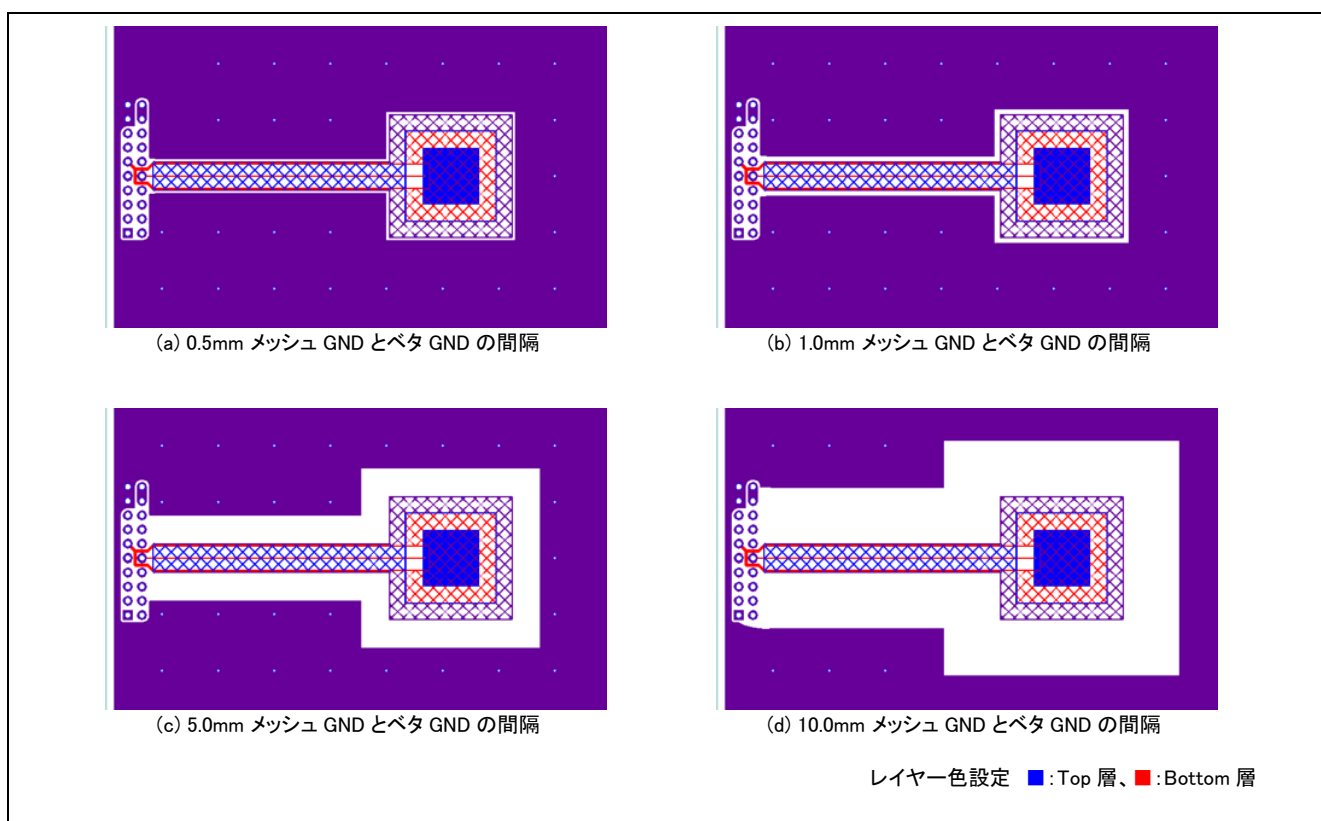 (a) 0.5mm メッシュ GND とベタ GND の間隔
(b) 1.0mm メッシュ GND とベタ GND の間隔
(c) 5.0mm メッシュ GND とベタ GND の間隔
(d) 10.0mm メッシュ GND とベタ GND の間隔
レイヤー色設定 ■:Top 層、■:Bottom 層